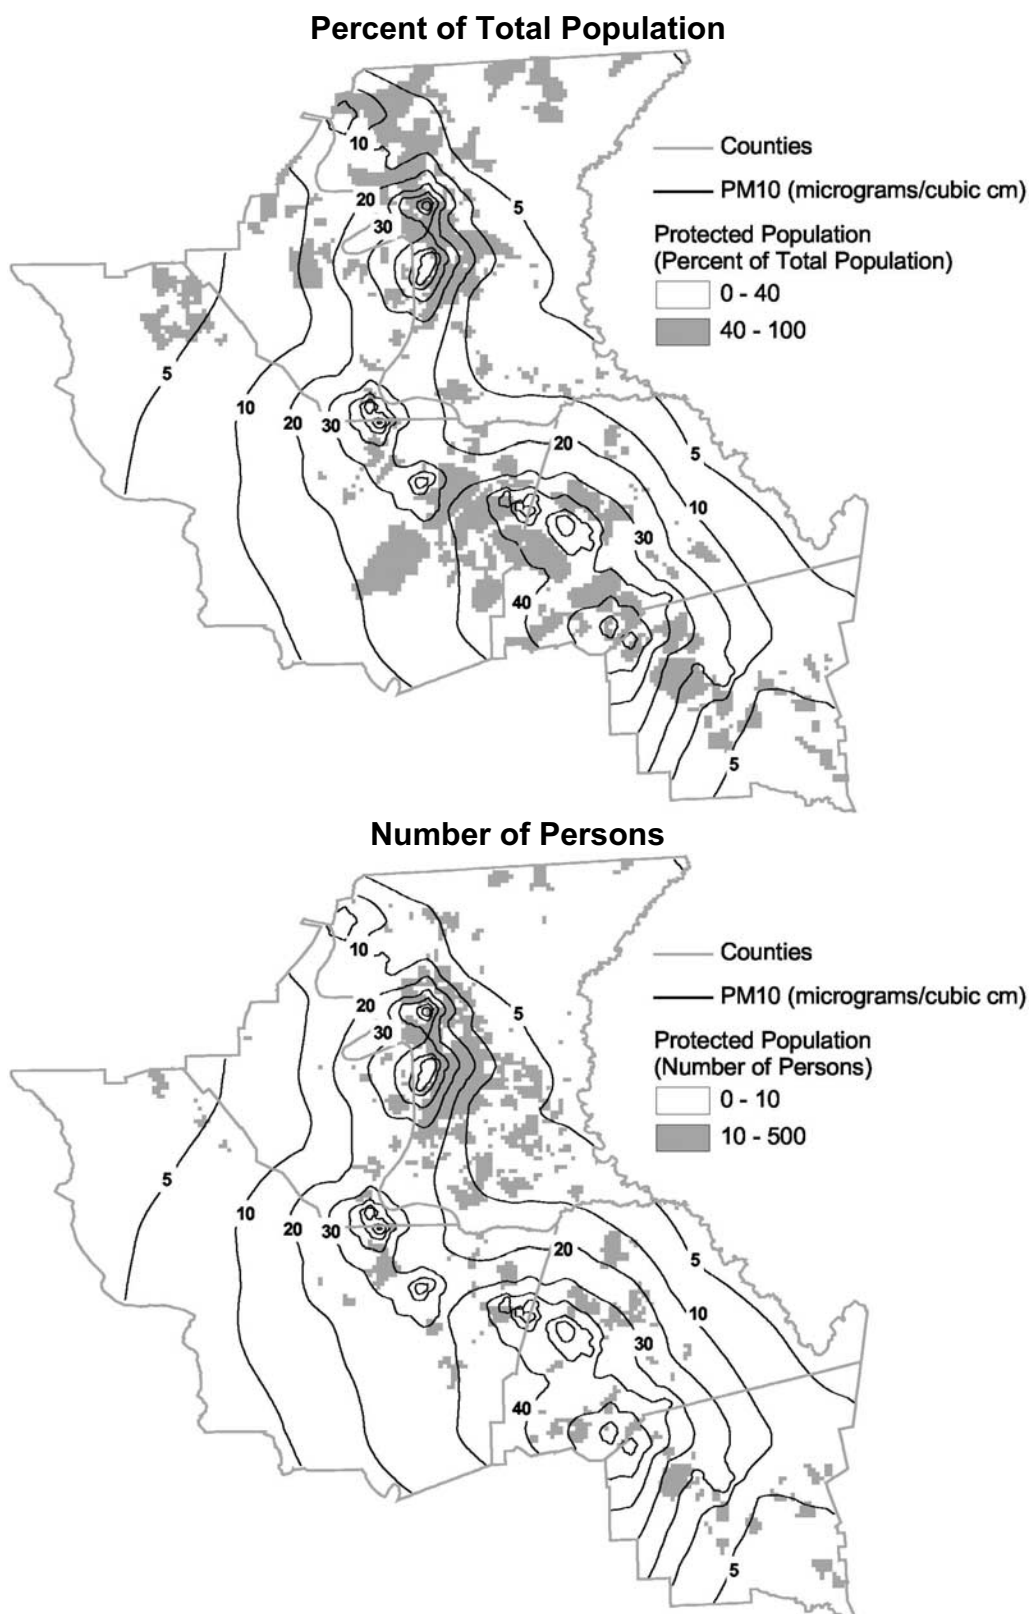 Percent of Total Population
Counties
PM10 (micrograms/cubic cm)
Protected Population
(Percent of Total Population)
0 - 40
40 - 100
10
20
5
30
5
10
20
30
20
5
10
30
40
5
Number of Persons
Counties
PM10 (micrograms/cubic cm)
Protected Population
(Number of Persons)
0 - 10
10 - 500
10
20
5
30
5
10
20
30
20
5
10
30
40
5